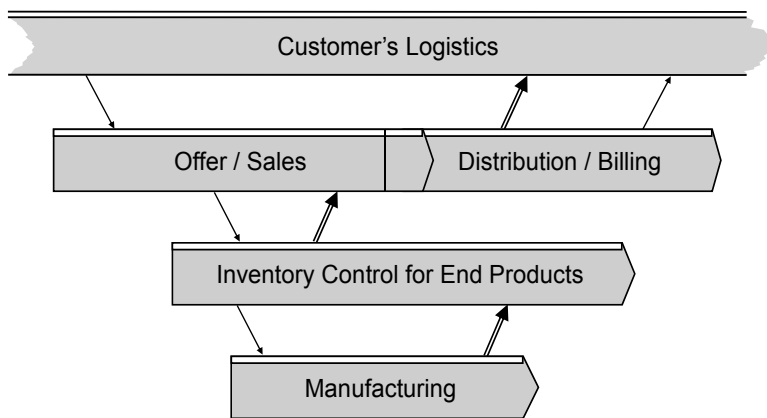 Customer’s Logistics
Offer / Sales
Distribution / Billing
Inventory Control for End Products
Manufacturing